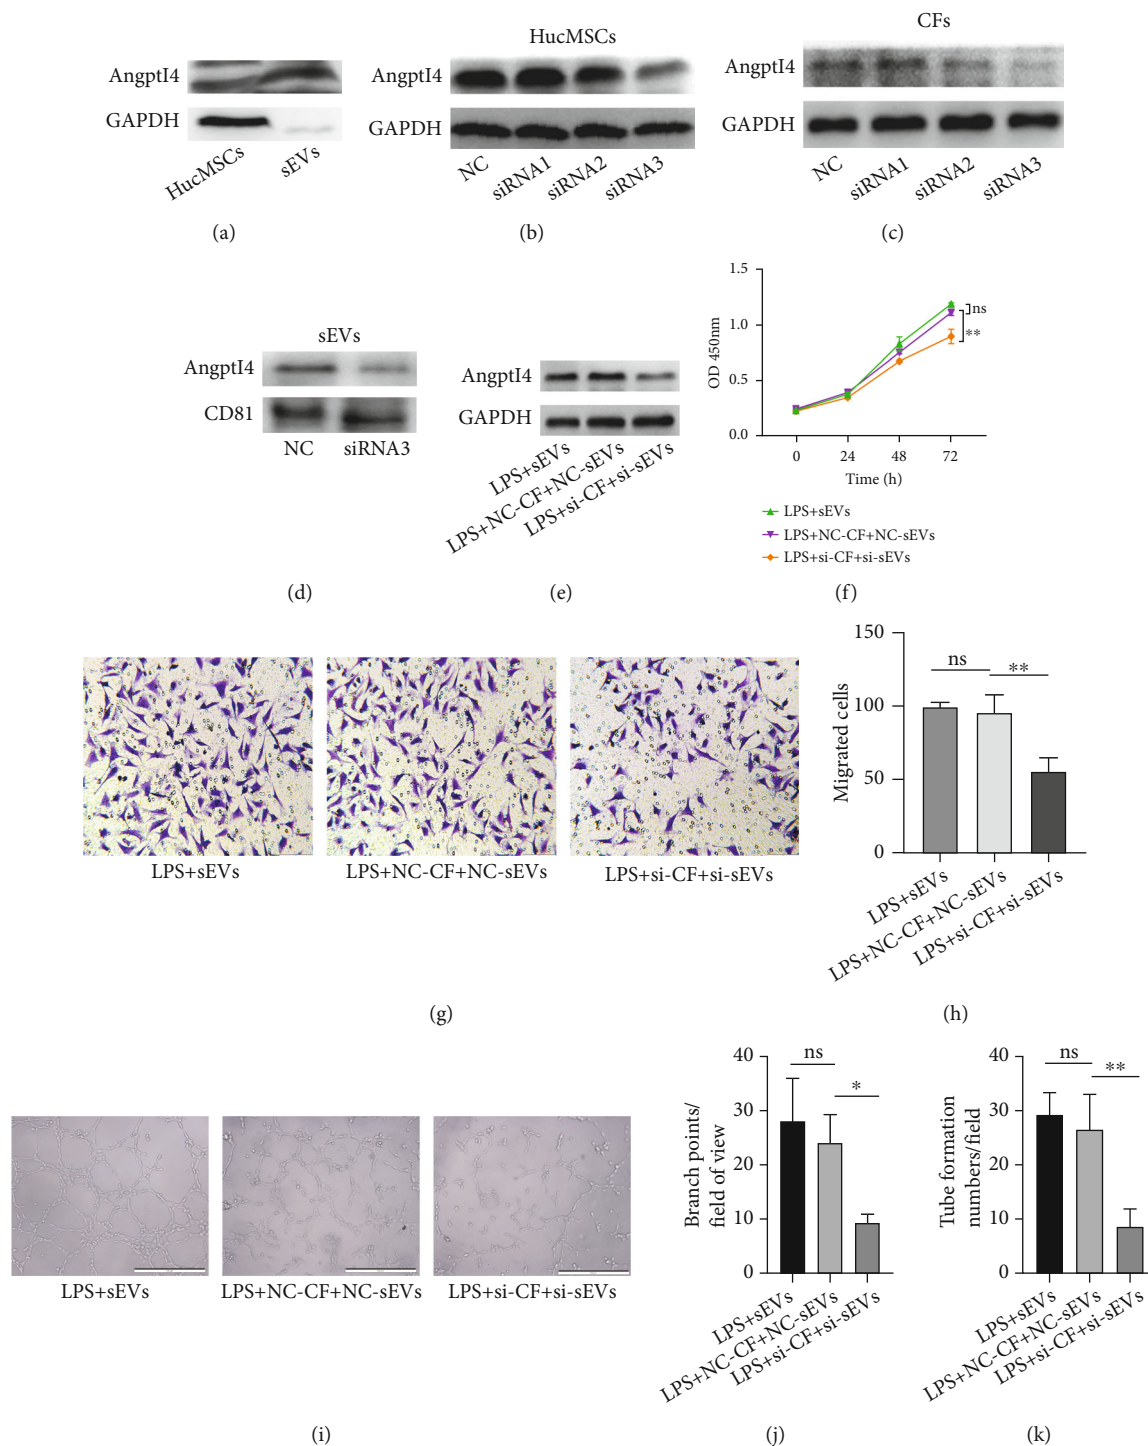 AngptI4
GAPDH
HucMSCs
sEVs
(a)
HucMSCs
AngptI4
GAPDH
NC
siRNA1
siRNA2
siRNA3
(b)
CFs
AngptI4
GAPDH
NC
siRNA1
siRNA2
siRNA3
(c)
sEVs
AngptI4
CD81
NC siRNA3
(d)
AngptI4
GAPDH
LPS+sEVs
LPS+NC-CF+NC-sEVs
LPS+si-CF+si-sEVs
(e)
OD 450nm
1.5
1.0
0.5
0.0
0 24 48 72
Time (h)
ns
**
LPS+sEVs
LPS+NC-CF+NC-sEVs
LPS+si-CF+si-sEVs
(f)
LPS+sEVs
LPS+NC-CF+NC-sEVs
LPS+si-CF+si-sEVs
(g)
Migrated cells
150
100
50
0
ns
**
LPS+sEVs
LPS+NC-CF+NC-sEVs
LPS+si-CF+si-sEVs
(h)
LPS+sEVs
LPS+NC-CF+NC-sEVs
LPS+si-CF+si-sEVs
(i)
Branch points/
field of view
40
30
20
10
0
ns
*
LPS+sEVs
LPS+NC-CF+NC-sEVs
LPS+si-CF+si-sEVs
(j)
Tube formation
numbers/field
40
30
20
10
0
ns
**
LPS+sEVs
LPS+NC-CF+NC-sEVs
LPS+si-CF+si-sEVs
(k)